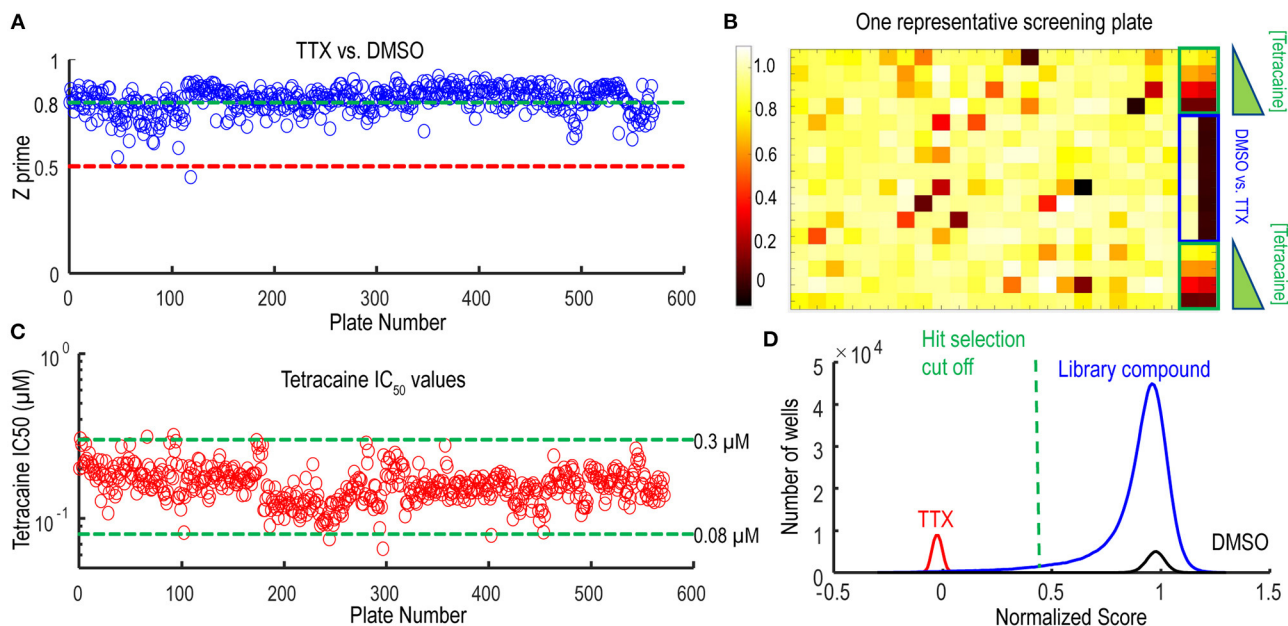 A
TTX vs. DMSO
Z prime
1
0.8
0.5
0
0 100 200 300 400 500 600
Plate Number
B
One representative screening plate
1.0
0.8
0.6
0.4
0.2
0
[Tetracaine]
DMSO vs. TTX
[Tetracaine]
C
Tetracaine IC50 values
Tetracaine IC50 (µM)
10^0
10^-1
0.3 µM
0.08 µM
0 100 200 300 400 500 600
Plate Number
D
× 10^4
Hit selection
cut off
Library compound
Number of wells
5
4
3
2
1
0
TTX
DMSO
-0.5 0 0.5 1 1.5
Normalized Score